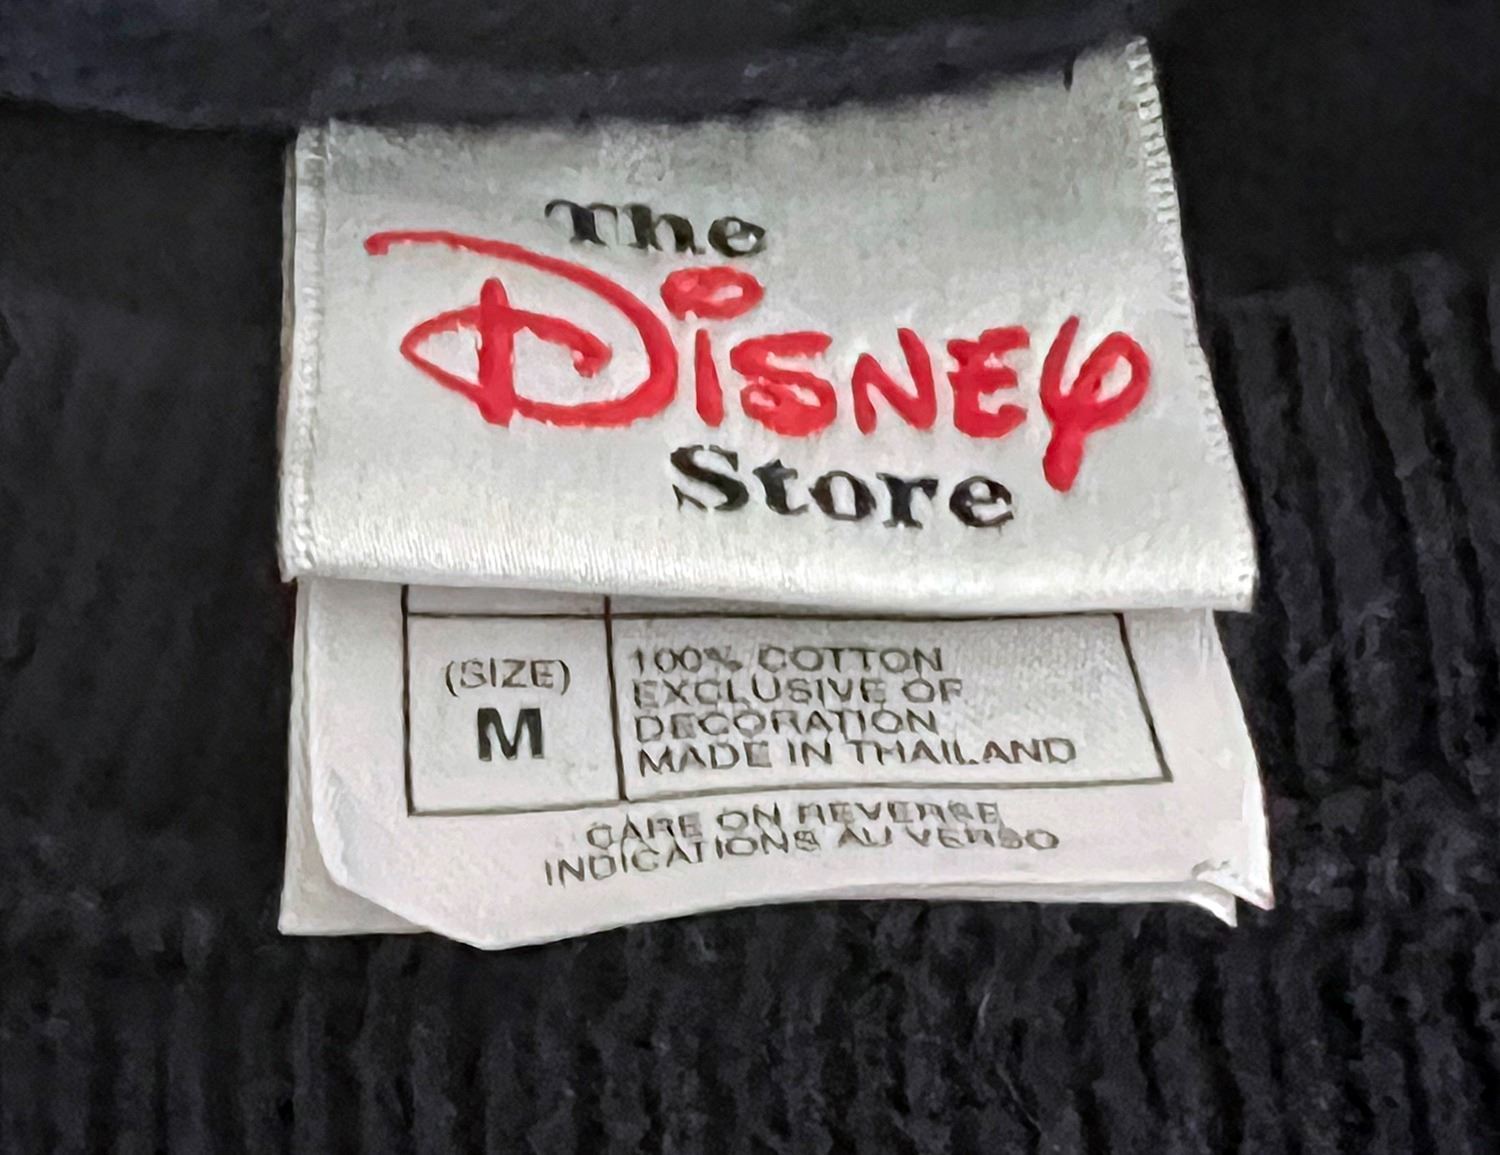 The
Disney
Store
(SIZE)
M
100% COTTON
EXCLUSIVE OF
DECORATION
MADE IN THAILAND
CARE ON REVERSE
INDICATIONS AU VERSO